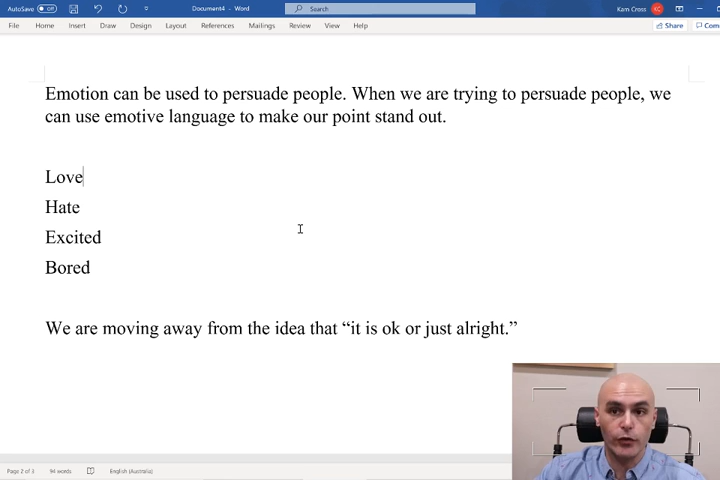 AutoSave Off Document4 - Word Search Kam Cross KC
File Home Insert Draw Design Layout References Mailings Review View Help Share Com
Emotion can be used to persuade people. When we are trying to persuade people, we
can use emotive language to make our point stand out.
Love
Hate
Excited
Bored
We are moving away from the idea that “it is ok or just alright.”
Page 2 of 3 94 words English (Australia)